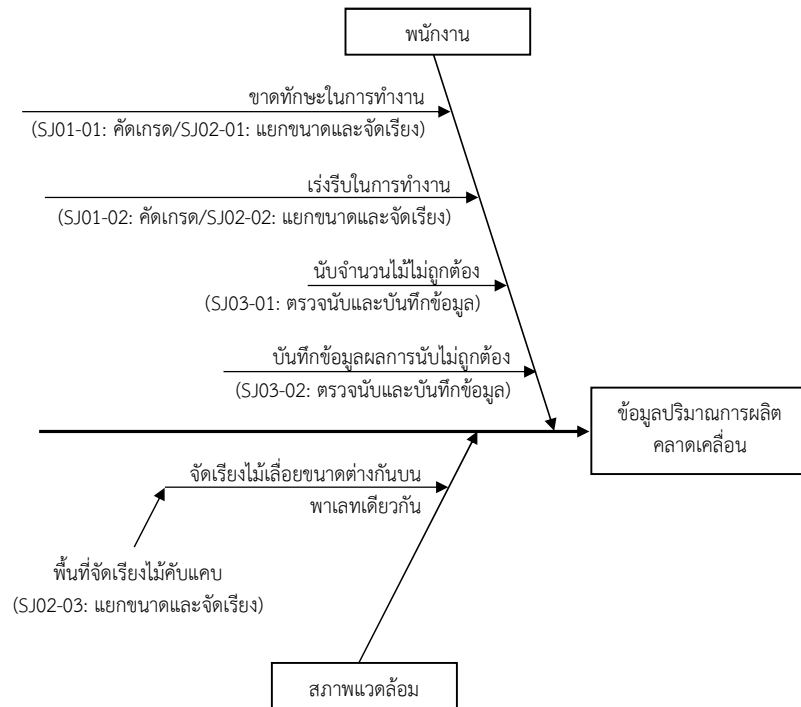 พนักงาน
ขาดทักษะในการทำงาน
(SJ01-01: คัดเกรด/SJ02-01: แยกขนาดและจัดเรียง)
เร่งรีบในการทำงาน
(SJ01-02: คัดเกรด/SJ02-02: แยกขนาดและจัดเรียง)
นับจำนวนไม้ไม่ถูกต้อง
(SJ03-01: ตรวจนับและบันทึกข้อมูล)
บันทึกข้อมูลผลการนับไม่ถูกต้อง
(SJ03-02: ตรวจนับและบันทึกข้อมูล)
ข้อมูลปริมาณการผลิต
คลาดเคลื่อน
จัดเรียงไม้เลื่อยขนาดต่างกันบน
พาเลทเดียวกัน
พื้นที่จัดเรียงไม้คับแคบ
(SJ02-03: แยกขนาดและจัดเรียง)
สภาพแวดล้อม